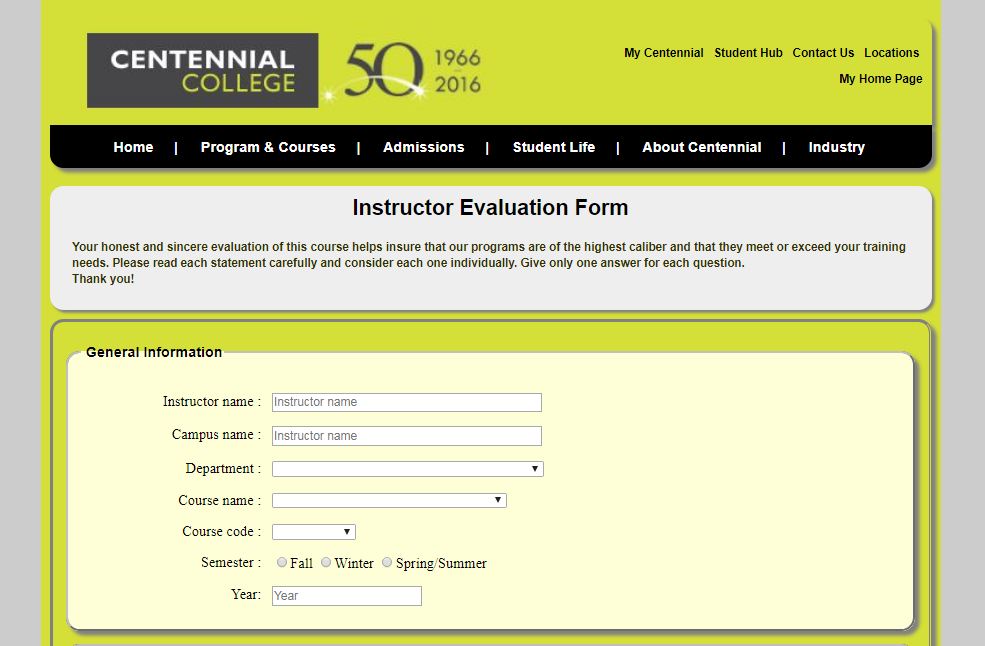 CENTENNIAL
COLLEGE
50
1966
2016
My Centennial Student Hub Contact Us Locations
My Home Page
Home | Program & Courses | Admissions | Student Life | About Centennial | Industry
Instructor Evaluation Form
Your honest and sincere evaluation of this course helps insure that our programs are of the highest caliber and that they meet or exceed your training
needs. Please read each statement carefully and consider each one individually. Give only one answer for each question.
Thank you!
General Information
Instructor name : Instructor name
Campus name : Instructor name
Department :
Course name :
Course code :
Semester : Fall Winter Spring/Summer
Year: Year